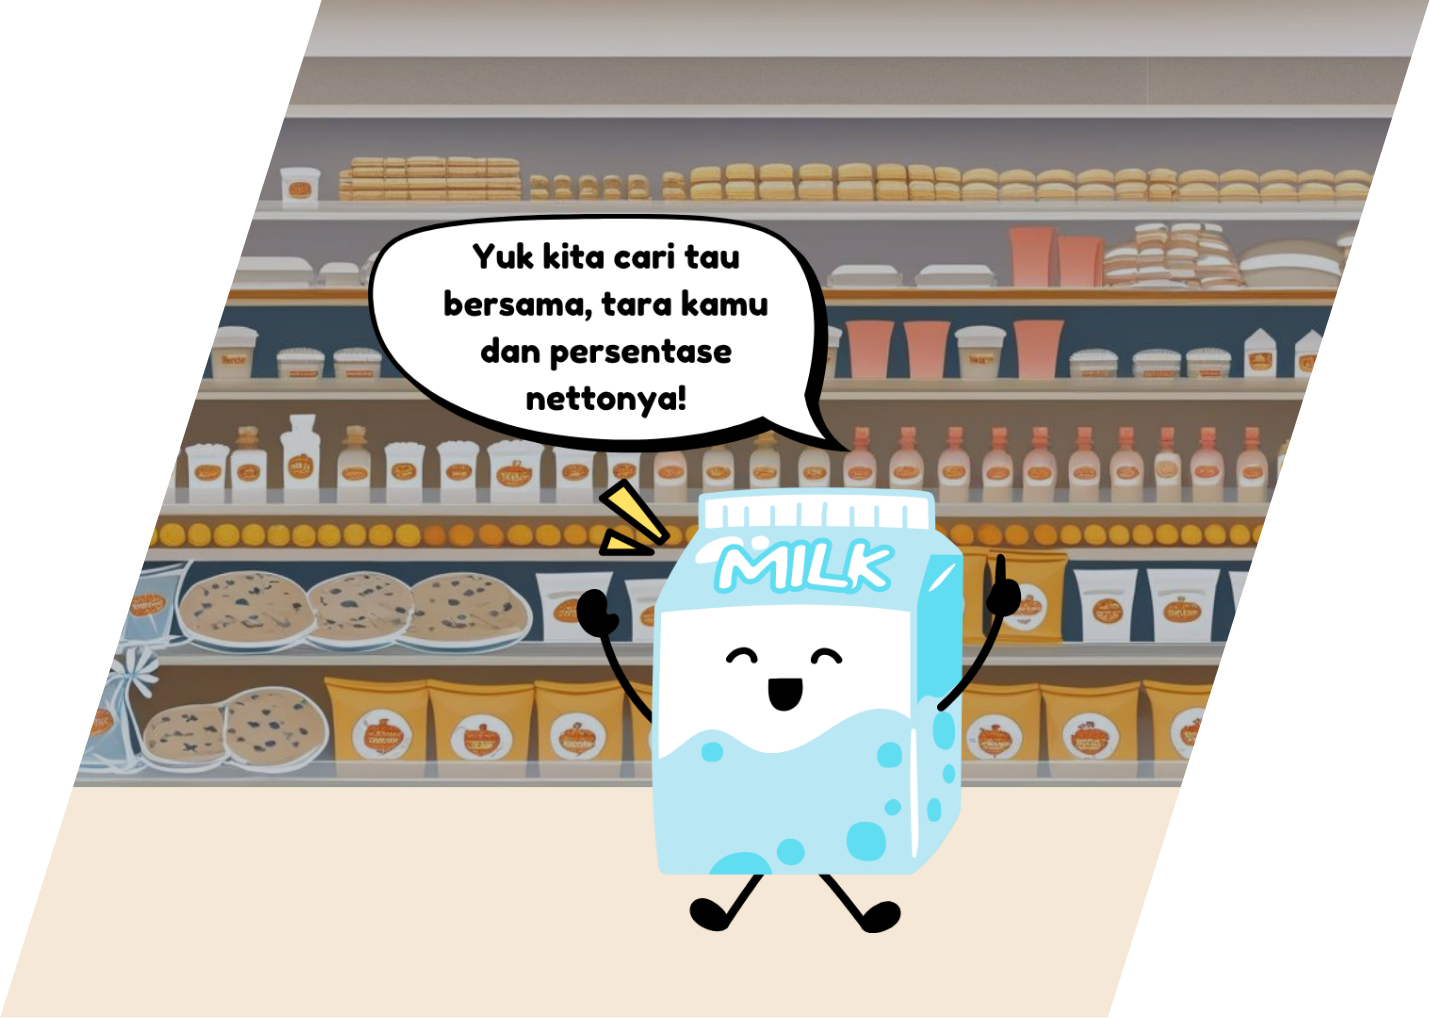 Yuk kita cari tau
bersama, tara kamu
dan persentase
nettonya!
MILK